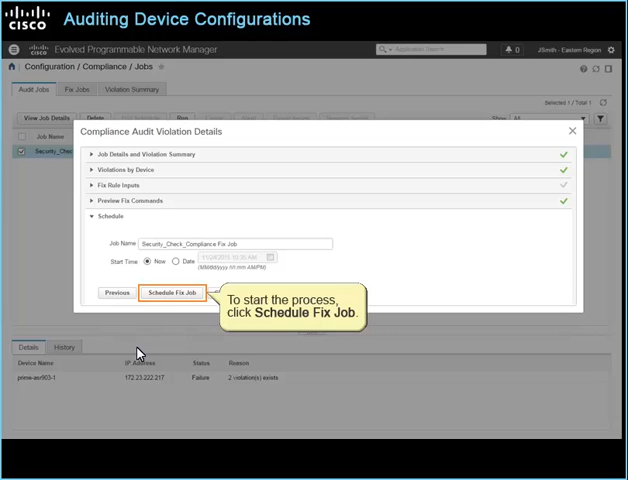 CISCO
Auditing Device Configurations
CISCO
Evolved Programmable Network Manager
Application Search
0
JSmith - Eastern Region
Configuration / Compliance / Jobs
Audit Jobs
Fix Jobs
Violation Summary
Selected 1 / Total 1
View Job Details
Delete
Run
Show
All
Job Name
Security_Check
Compliance Audit Violation Details
Job Details and Violation Summary
Violations by Device
Fix Rule Inputs
Preview Fix Commands
Schedule
Job Name
Security_Check_Compliance Fix Job
Start Time
Now
Date
Previous
Schedule Fix Job
To start the process,
click Schedule Fix Job.
Details
History
Device Name
IP Address
Status
Reason
prime-asr903-1
172.23.222.217
Failure
2 violation(s) exists